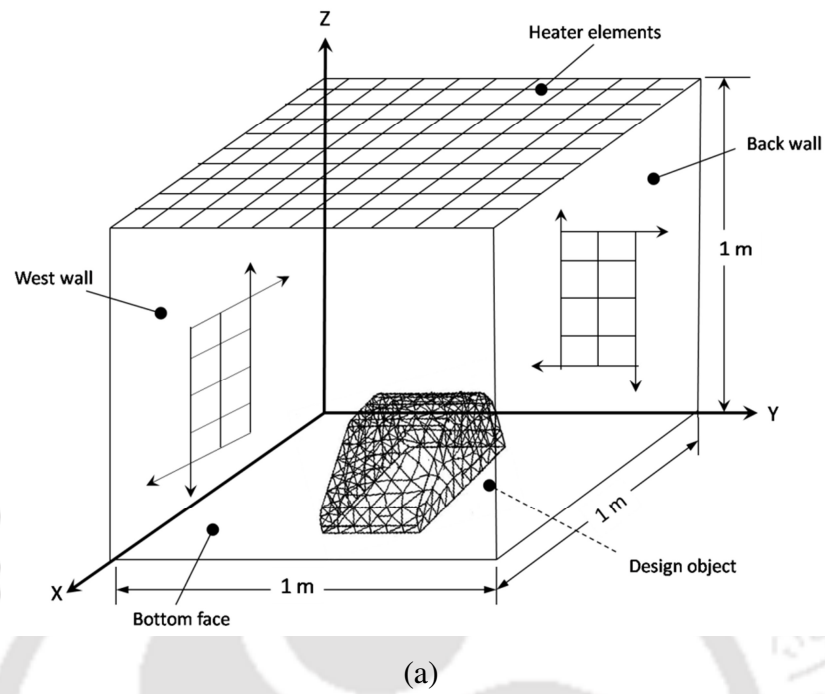 Z
Heater elements
Back wall
1 m
West wall
Y
1 m
Design object
X
1 m
Bottom face
(a)